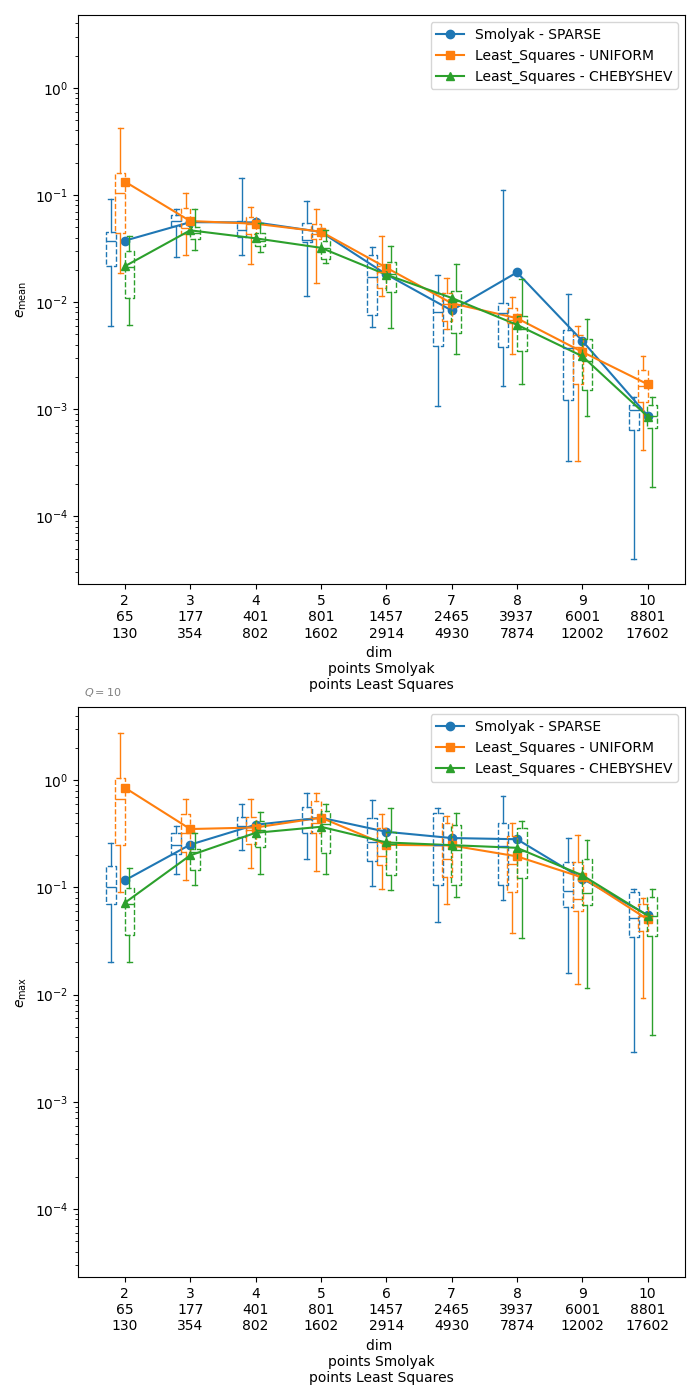 Smolyak - SPARSE
Least_Squares - UNIFORM
Least_Squares - CHEBYSHEV
10⁰
10⁻¹
10⁻²
10⁻³
10⁻⁴
e_mean
2 3 4 5 6 7 8 9 10
65 177 401 801 1457 2465 3937 6001 8801
130 354 802 1602 2914 4930 7874 12002 17602
dim
points Smolyak
points Least Squares
Q = 10
Smolyak - SPARSE
Least_Squares - UNIFORM
Least_Squares - CHEBYSHEV
10⁰
10⁻¹
10⁻²
10⁻³
10⁻⁴
e_max
2 3 4 5 6 7 8 9 10
65 177 401 801 1457 2465 3937 6001 8801
130 354 802 1602 2914 4930 7874 12002 17602
dim
points Smolyak
points Least Squares